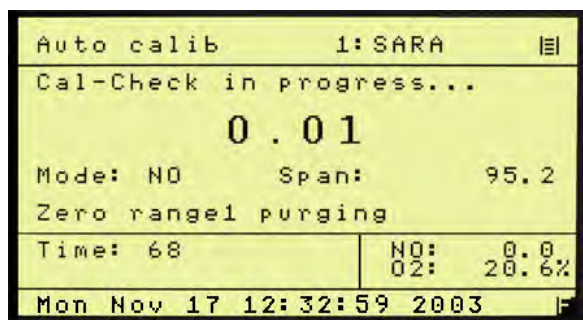 Auto calib 1:SARA
Cal-Check in progress...
0.01
Mode: NO Span: 95.2
Zero range1 purging
Time: 68
NO: 0.0
O2: 20.6%
Mon Nov 17 12:32:59 2003